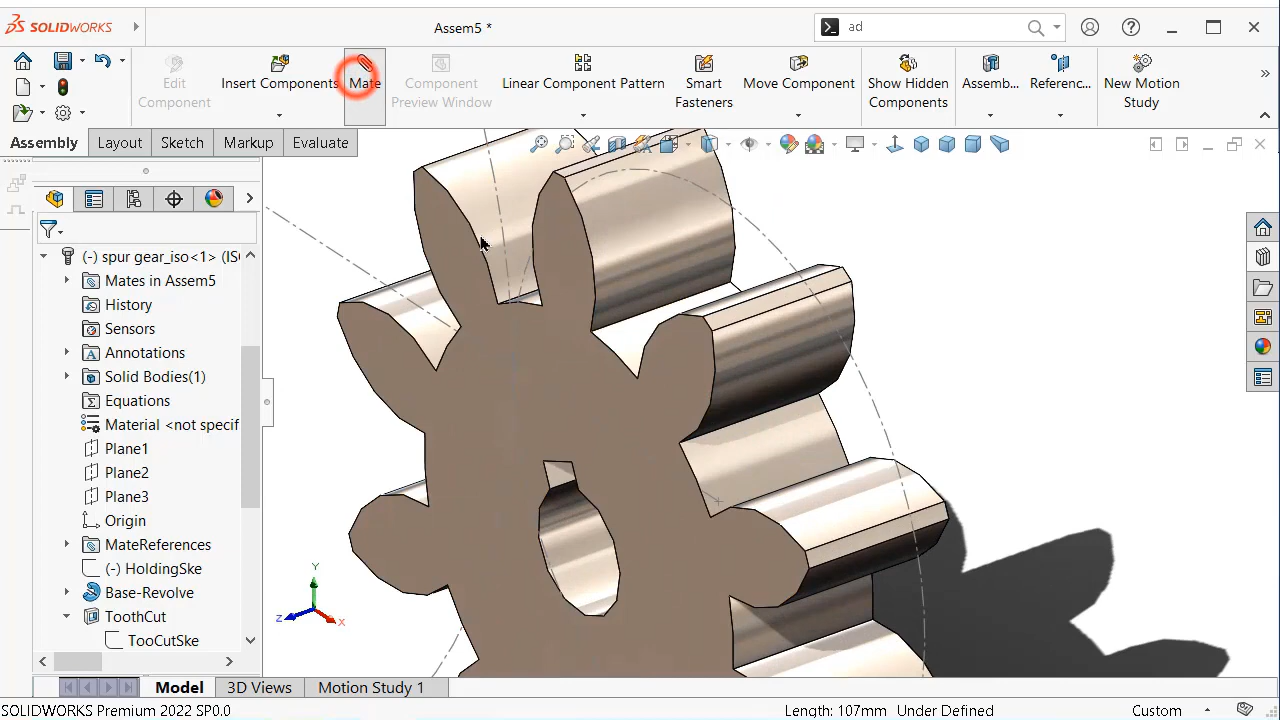 SOLIDWORKS
Assem5 *
ad
Edit Component
Insert Components
Mate
Component Preview Window
Linear Component Pattern
Smart Fasteners
Move Component
Show Hidden Components
Assemb...
Referenc...
New Motion Study
Assembly
Layout
Sketch
Markup
Evaluate
(-) spur gear_iso<1> (ISO
Mates in Assem5
History
Sensors
Annotations
Solid Bodies(1)
Equations
Material <not specif
Plane1
Plane2
Plane3
Origin
MateReferences
(-) HoldingSke
Base-Revolve
ToothCut
TooCutSke
Y
Z
X
Model
3D Views
Motion Study 1
SOLIDWORKS Premium 2022 SP0.0
Length: 107mm
Under Defined
Custom